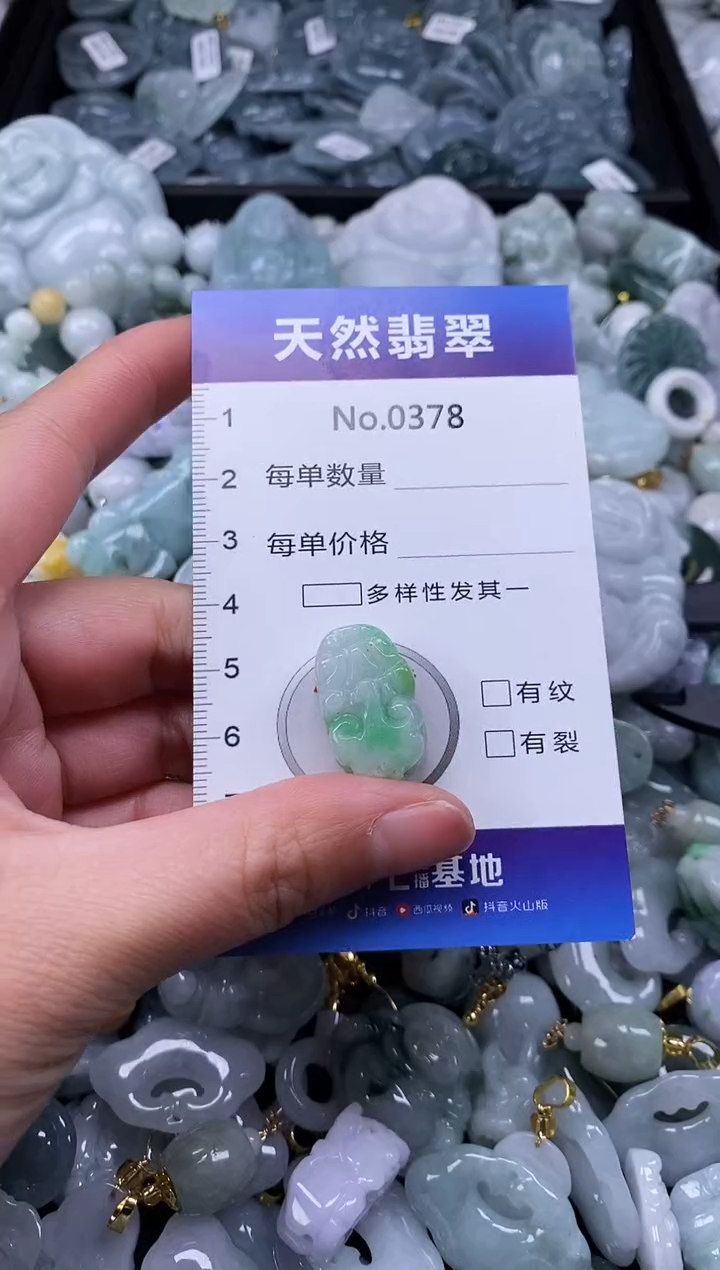 天然翡翠
No.0378
1
2
每单数量
3
每单价格
4
多样性发其一
5
有纹
6
有裂
播基地
抖音 西瓜视频 抖音火山版